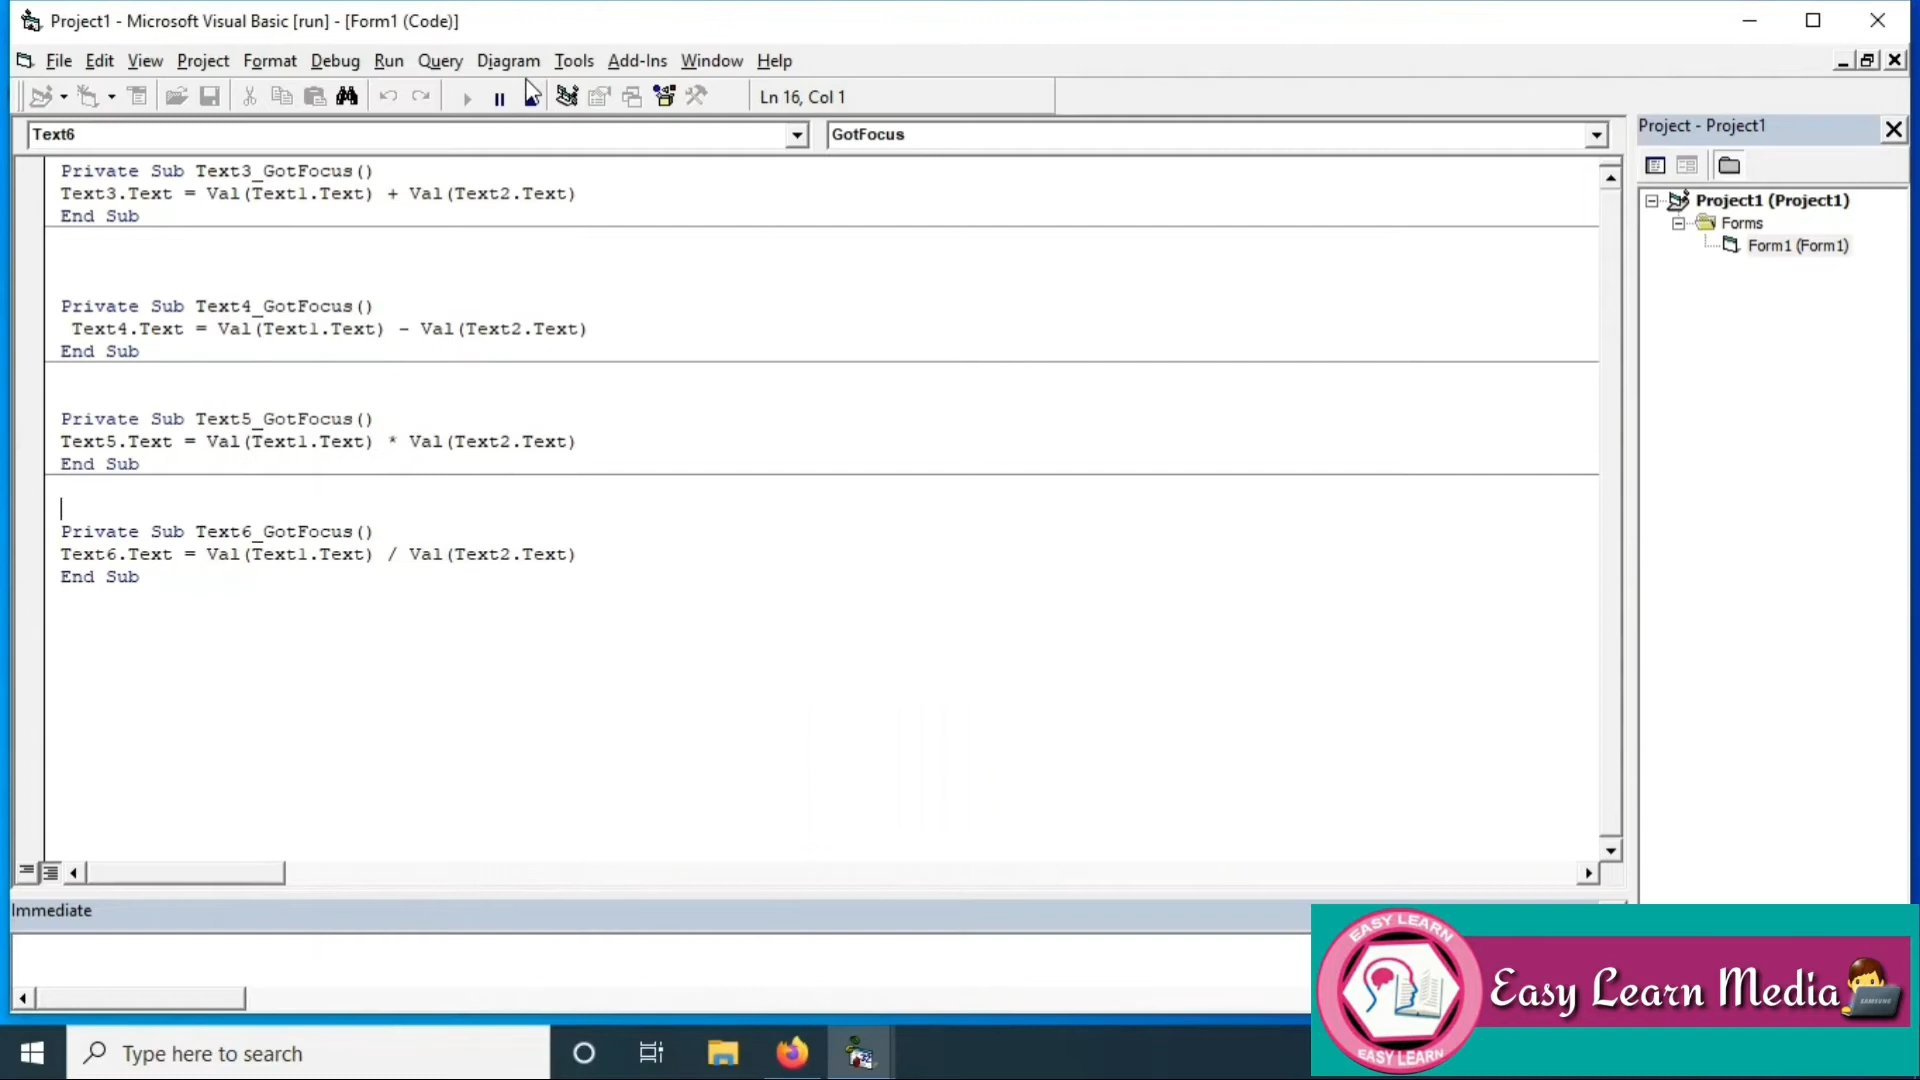 Project1 - Microsoft Visual Basic [run] - [Form1 (Code)]
File Edit View Project Format Debug Run Query Diagram Tools Add-Ins Window Help
Ln 16, Col 1
Text6
GotFocus
Project - Project1
Private Sub Text3_GotFocus()
Text3.Text = Val(Text1.Text) + Val(Text2.Text)
End Sub
Private Sub Text4_GotFocus()
Text4.Text = Val(Text1.Text) - Val(Text2.Text)
End Sub
Private Sub Text5_GotFocus()
Text5.Text = Val(Text1.Text) * Val(Text2.Text)
End Sub
Private Sub Text6_GotFocus()
Text6.Text = Val(Text1.Text) / Val(Text2.Text)
End Sub
Project1 (Project1)
Forms
Form1 (Form1)
Immediate
EASY LEARN
EASY LEARN
Easy Learn Media
SAMSUNG
Type here to search